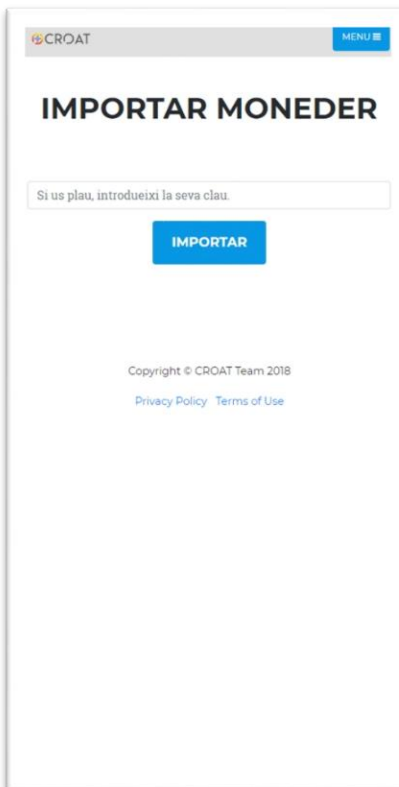 CROAT
MENU
IMPORTAR MONEDER
Si us plau, introdueixi la seva clau.
IMPORTAR
Copyright © CROAT Team 2018
Privacy Policy Terms of Use